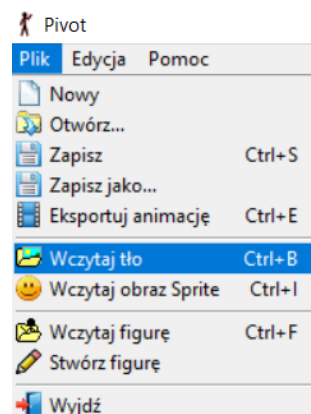 Pivot
Plik Edycja Pomoc
Nowy
Otwórz...
Zapisz Ctrl+S
Zapisz jako...
Eksportuj animację Ctrl+E
Wczytaj tło Ctrl+B
Wczytaj obraz Sprite Ctrl+I
Wczytaj figurę Ctrl+F
Stwórz figurę
Wyjdź